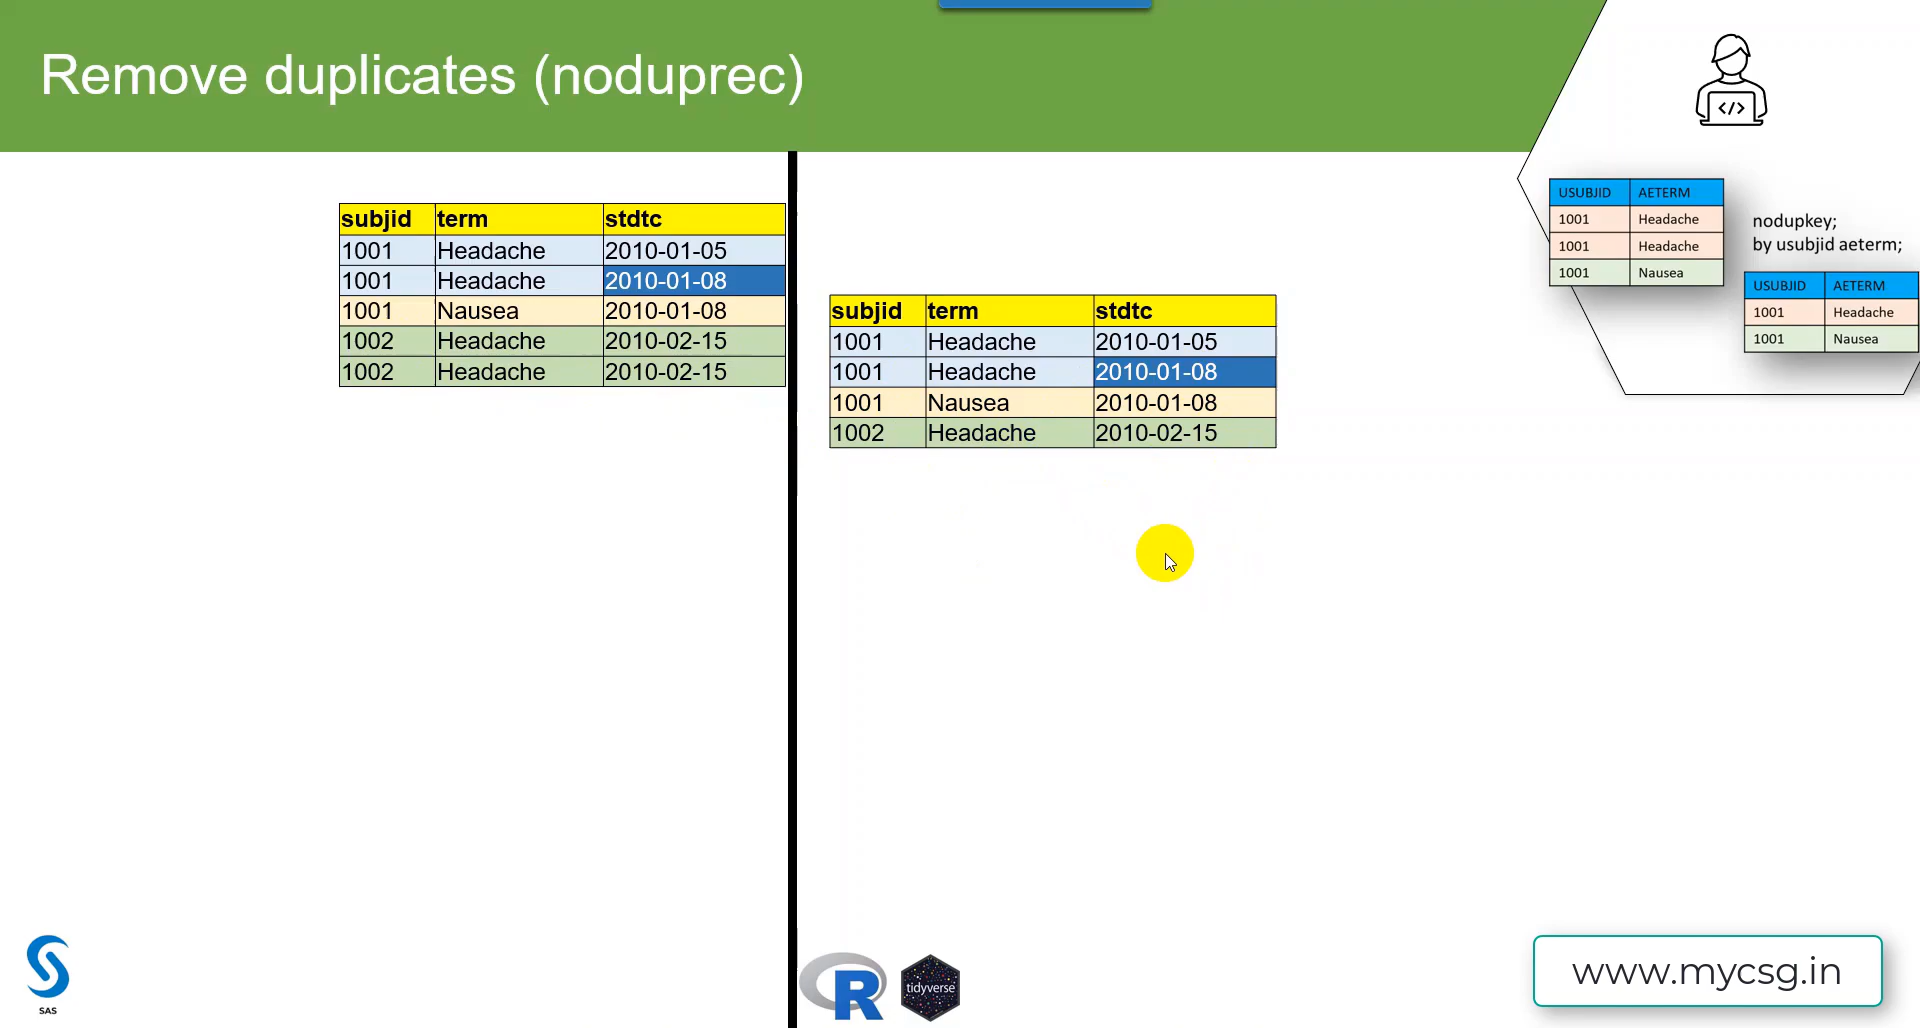 Remove duplicates (noduprec)
</>
subjid term stdtc
1001 Headache 2010-01-05
1001 Headache 2010-01-08
1001 Nausea 2010-01-08
1002 Headache 2010-02-15
1002 Headache 2010-02-15
subjid term stdtc
1001 Headache 2010-01-05
1001 Headache 2010-01-08
1001 Nausea 2010-01-08
1002 Headache 2010-02-15
USUBJID AETERM
1001 Headache
1001 Headache
1001 Nausea
nodupkey;
by usubjid aeterm;
USUBJID AETERM
1001 Headache
1001 Nausea
SAS
R
tidyverse
www.mycsg.in